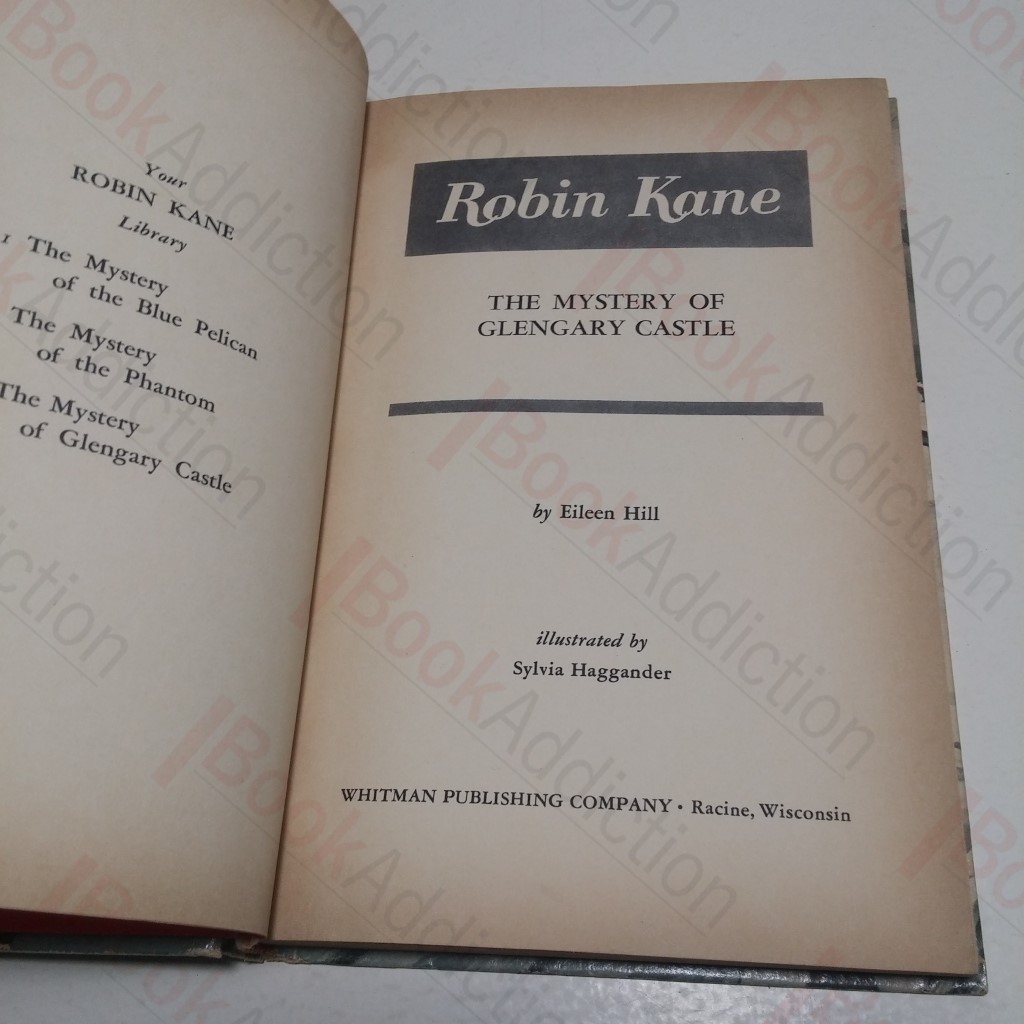 Your
ROBIN KANE
Library
1 The Mystery
of the Blue Pelican
The Mystery
of the Phantom
The Mystery
of Glengary Castle
Robin Kane
THE MYSTERY OF
GLENGARY CASTLE
by Eileen Hill
illustrated by
Sylvia Haggander
WHITMAN PUBLISHING COMPANY • Racine, Wisconsin
BookAddiction